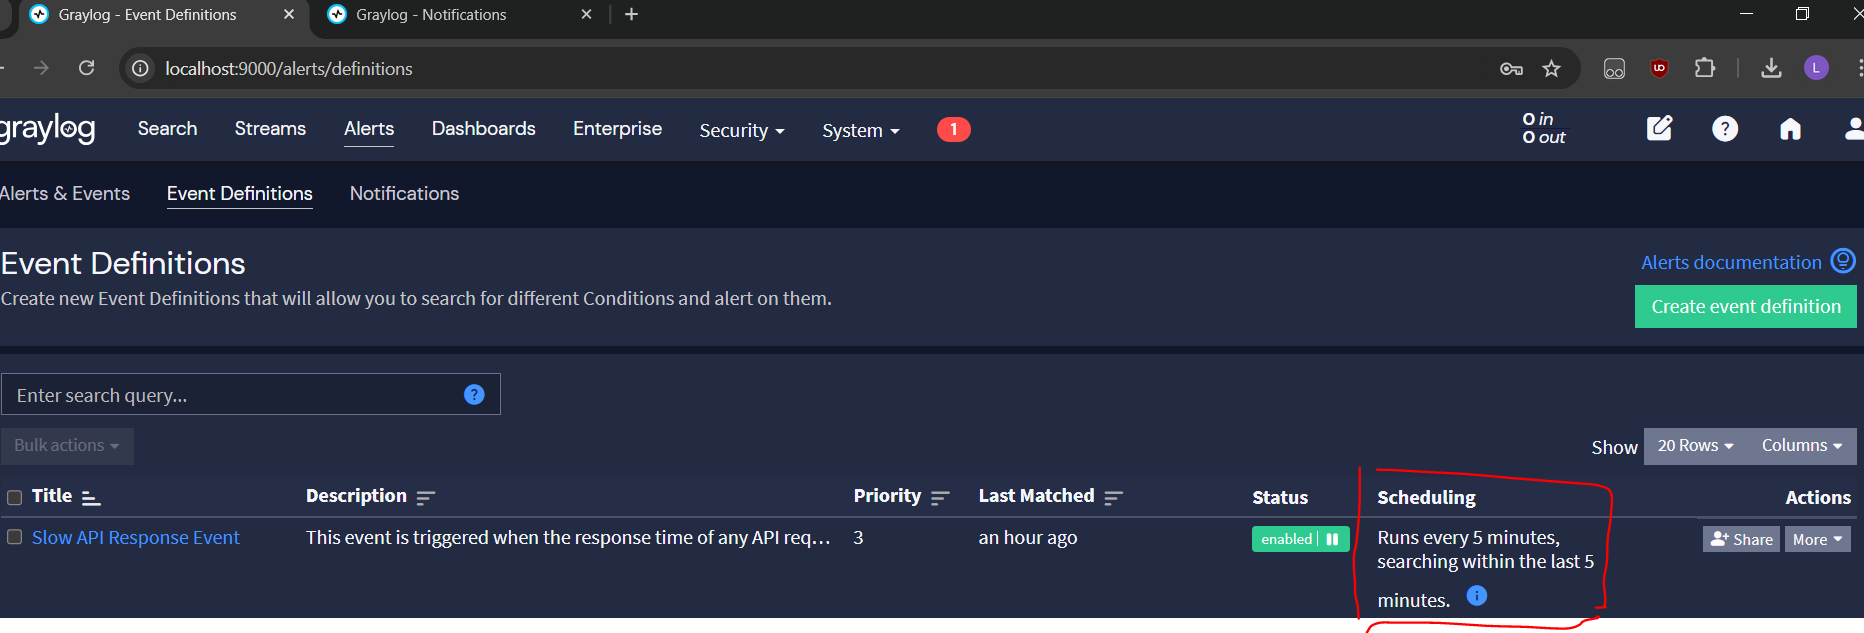 Graylog - Event Definitions
Graylog - Notifications
localhost:9000/alerts/definitions
L
graylog Search Streams Alerts Dashboards Enterprise Security System 1
0 in
0 out
Alerts & Events Event Definitions Notifications
Event Definitions
Create new Event Definitions that will allow you to search for different Conditions and alert on them.
Alerts documentation
Create event definition
Enter search query...
Bulk actions
Show 20 Rows Columns
Title Description Priority Last Matched Status Scheduling Actions
Slow API Response Event This event is triggered when the response time of any API req... 3 an hour ago enabled Runs every 5 minutes, Share More
searching within the last 5
minutes.